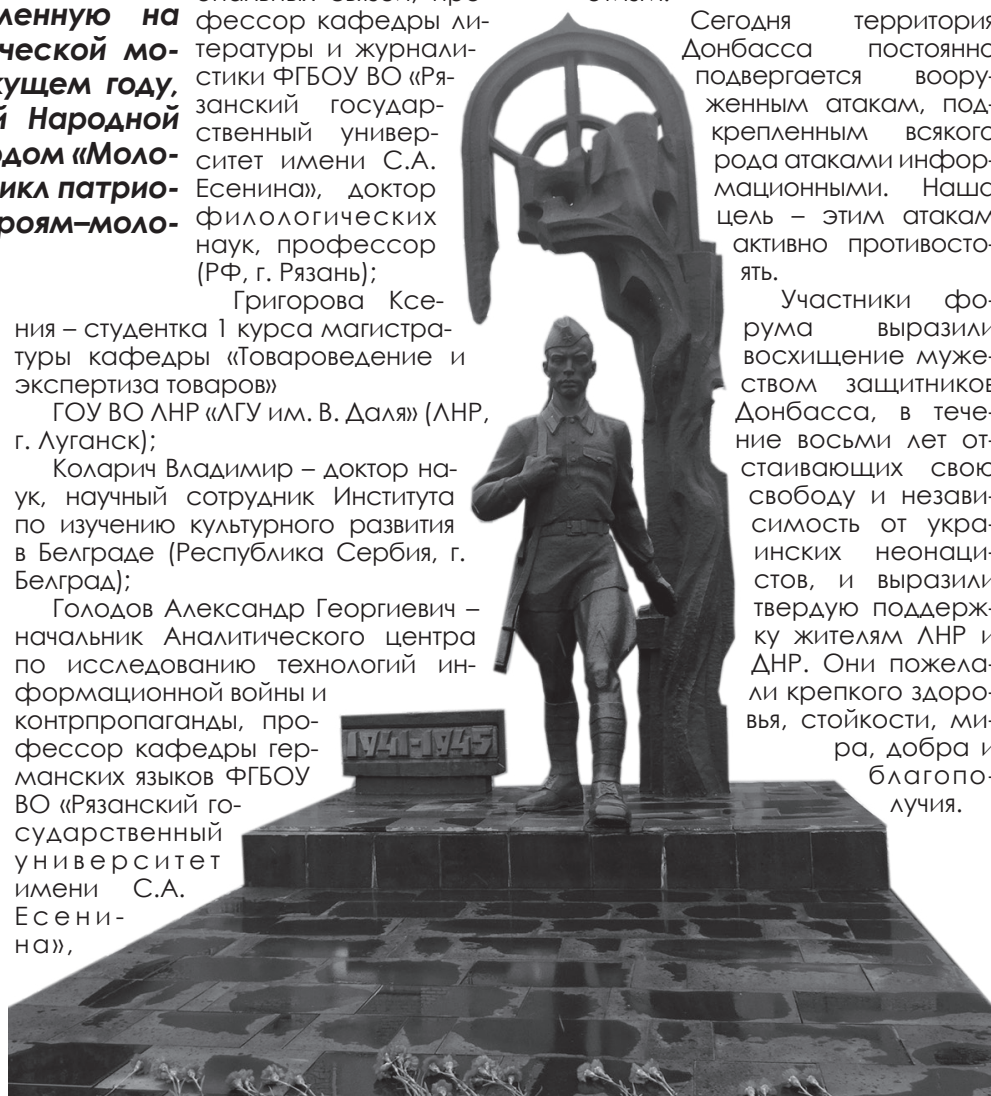 ленную на
ческой мо-
кущем году,
й Народной
одом «Моло-
икл патрио-
роям–моло-
фессор кафедры ли-
тературы и журнали-
стики ФГБОУ ВО «Ря-
занский государ-
ственный универ-
ситет имени С.А.
Есенина», доктор
филологических
наук, профессор
(РФ, г. Рязань);
Григорова Ксе-
ния – студентка 1 курса магистра-
туры кафедры «Товароведение и
экспертиза товаров»
ГОУ ВО ЛНР «ЛГУ им. В. Даля» (ЛНР,
г. Луганск);
Коларич Владимир – доктор на-
ук, научный сотрудник Института
по изучению культурного развития
в Белграде (Республика Сербия, г.
Белград);
Голодов Александр Георгиевич –
начальник Аналитического центра
по исследованию технологий ин-
формационной войны и
контрпропаганды, про-
фессор кафедры гер-
манских языков ФГБОУ
ВО «Рязанский го-
сударственный
университет
имени С.А.
Есени-
на»,
1941-1945
Сегодня территория
Донбасса постоянно
подвергается воору-
женным атакам, под-
крепленным всякого
рода атаками инфор-
мационными. Наша
цель – этим атакам
активно противосто-
ять.
Участники фо-
рума выразили
восхищение муже-
ством защитников
Донбасса, в тече-
ние восьми лет от-
стаивающих свою
свободу и незави-
симость от укра-
инских неонаци-
стов, и выразили
твердую поддерж-
ку жителям ЛНР и
ДНР. Они пожела-
ли крепкого здоро-
вья, стойкости, ми-
ра, добра и
благопо-
лучия.